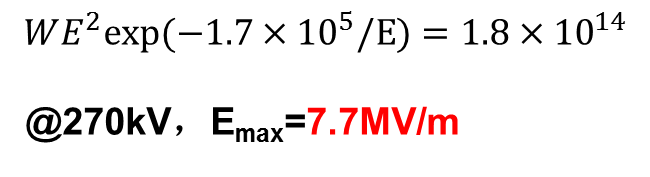 WE²exp(−1.7 × 10⁵/E) = 1.8 × 10¹⁴
@270kV，Emax=7.7MV/m